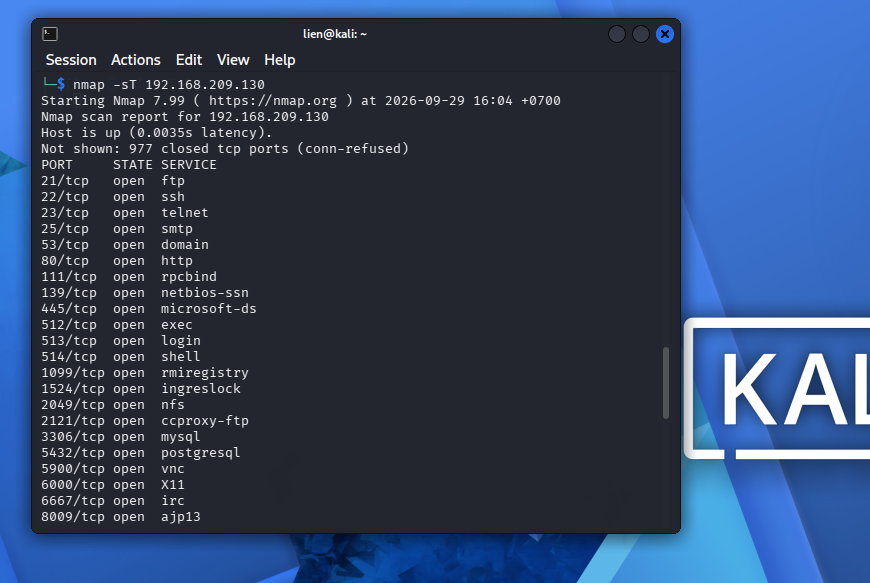 lien@kali: ~
Session Actions Edit View Help
└─$ nmap -sT 192.168.209.130
Starting Nmap 7.99 ( https://nmap.org ) at 2026-09-29 16:04 +0700
Nmap scan report for 192.168.209.130
Host is up (0.0035s latency).
Not shown: 977 closed tcp ports (conn-refused)
PORT     STATE SERVICE
21/tcp   open  ftp
22/tcp   open  ssh
23/tcp   open  telnet
25/tcp   open  smtp
53/tcp   open  domain
80/tcp   open  http
111/tcp  open  rpcbind
139/tcp  open  netbios-ssn
445/tcp  open  microsoft-ds
512/tcp  open  exec
513/tcp  open  login
514/tcp  open  shell
1099/tcp open  rmiregistry
1524/tcp open  ingreslock
2049/tcp open  nfs
2121/tcp open  ccproxy-ftp
3306/tcp open  mysql
5432/tcp open  postgresql
5900/tcp open  vnc
6000/tcp open  X11
6667/tcp open  irc
8009/tcp open  ajp13
KAL